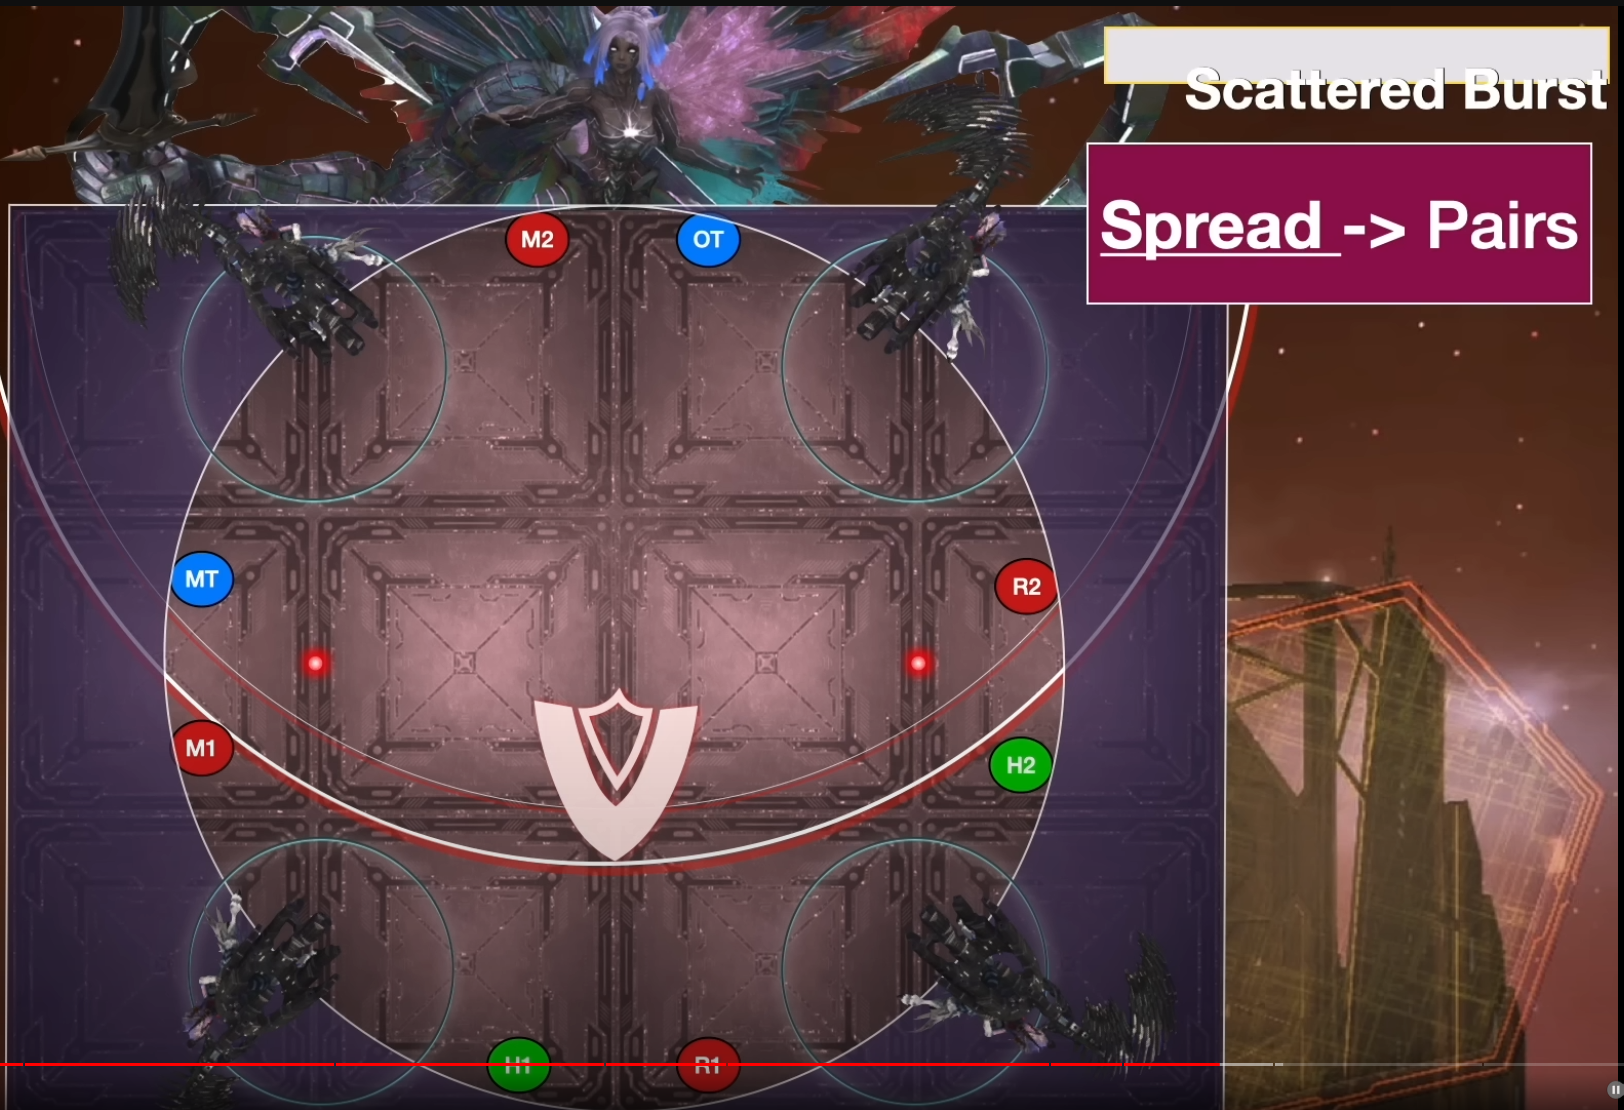 Scattered Burst
Spread -> Pairs
M2
OT
MT
R2
M1
H2
H1
R1